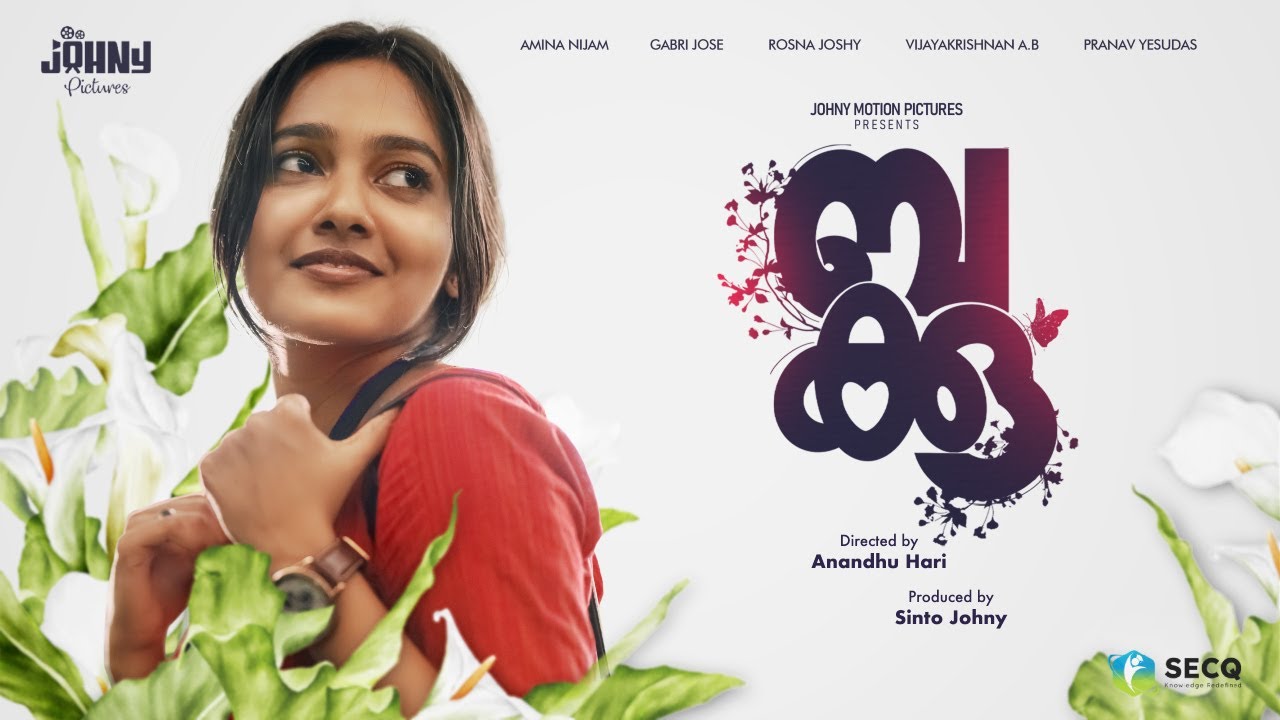 JOHNY
Pictures
AMINA NIJAM GABRI JOSE ROSNA JOSHY VIJAYAKRISHNAN A.B PRANAV YESUDAS
JOHNY MOTION PICTURES
PRESENTS
Directed by
Anandhu Hari
Produced by
Sinto Johny
SECQ
Knowledge Redefined